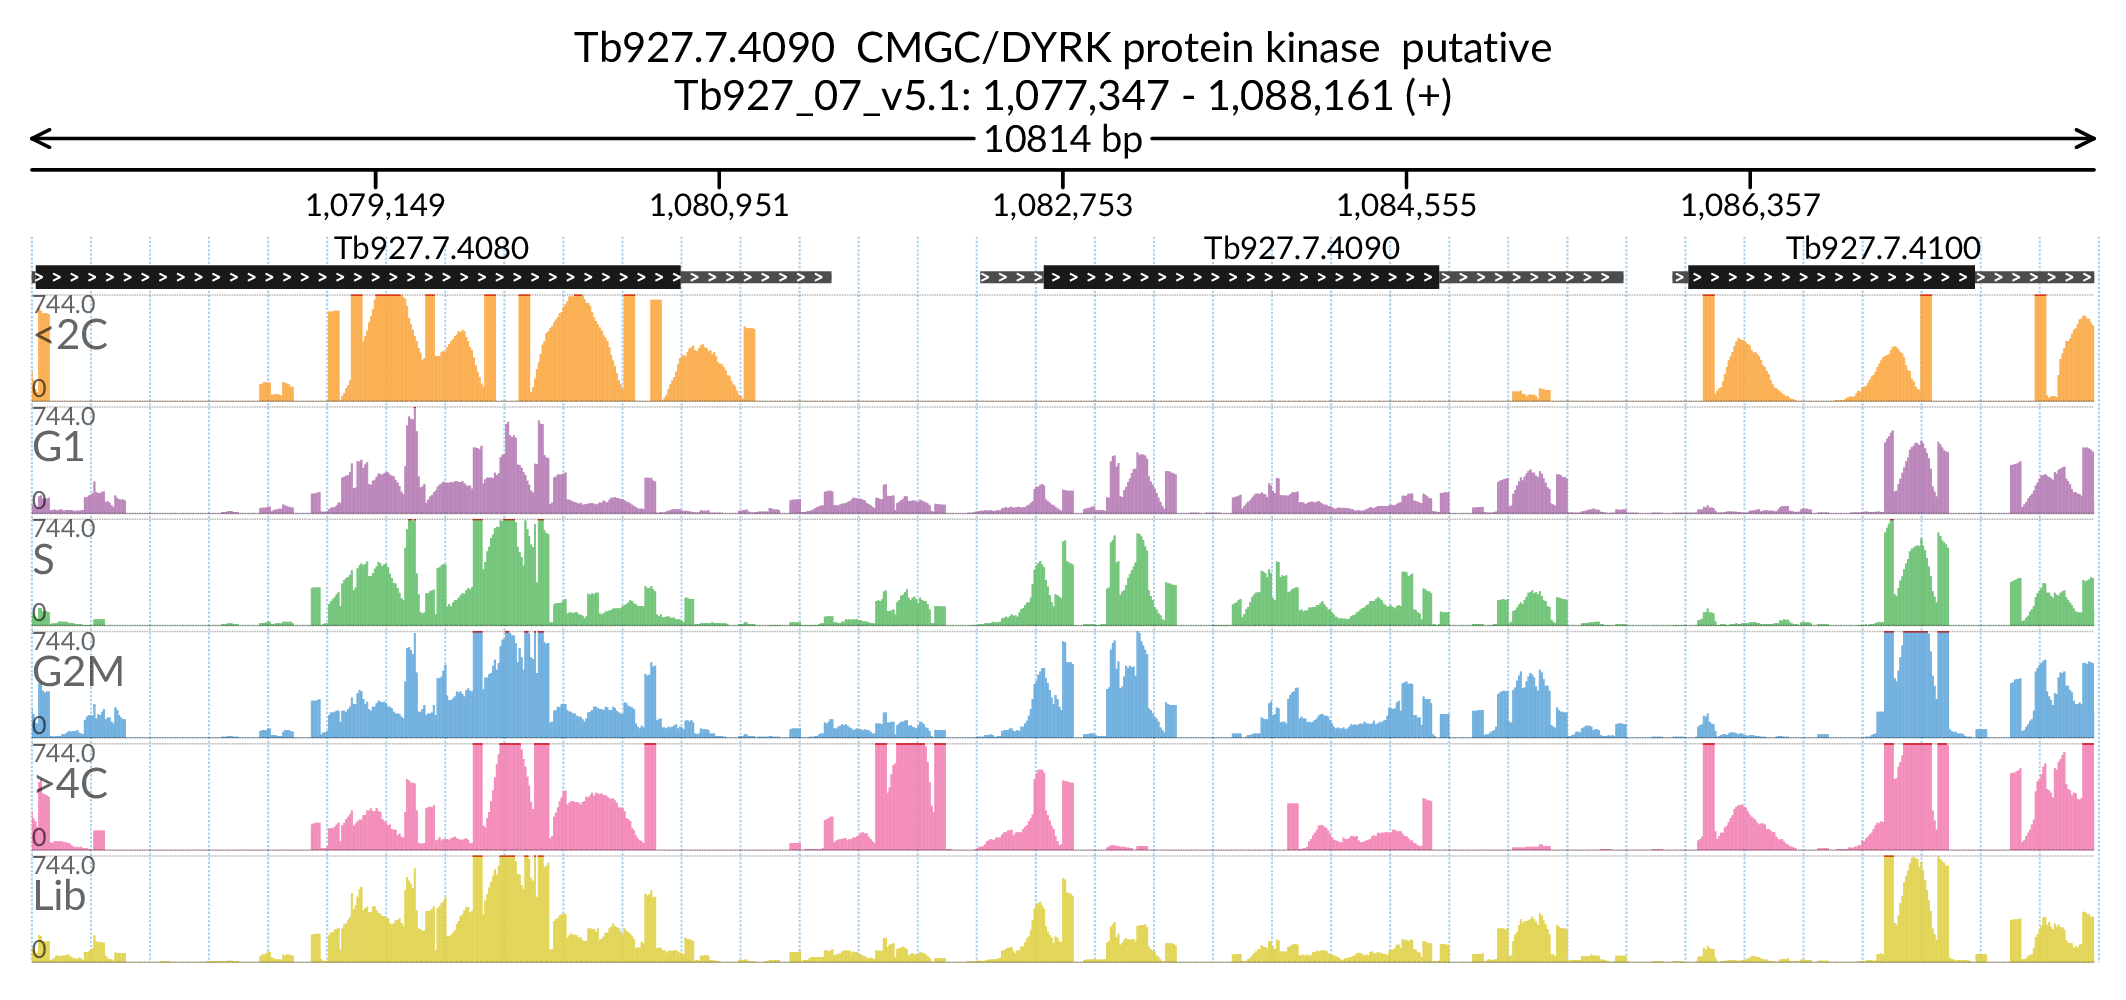 Tb927.7.4090  CMGC/DYRK protein kinase  putative
Tb927_07_v5.1: 1,077,347 - 1,088,161 (+)
10814 bp
1,079,149 1,080,951 1,082,753 1,084,555 1,086,357
Tb927.7.4080 Tb927.7.4090 Tb927.7.4100
744.0
<2C
0
744.0
G1
0
744.0
S
0
744.0
G2M
0
744.0
>4C
0
744.0
Lib
0